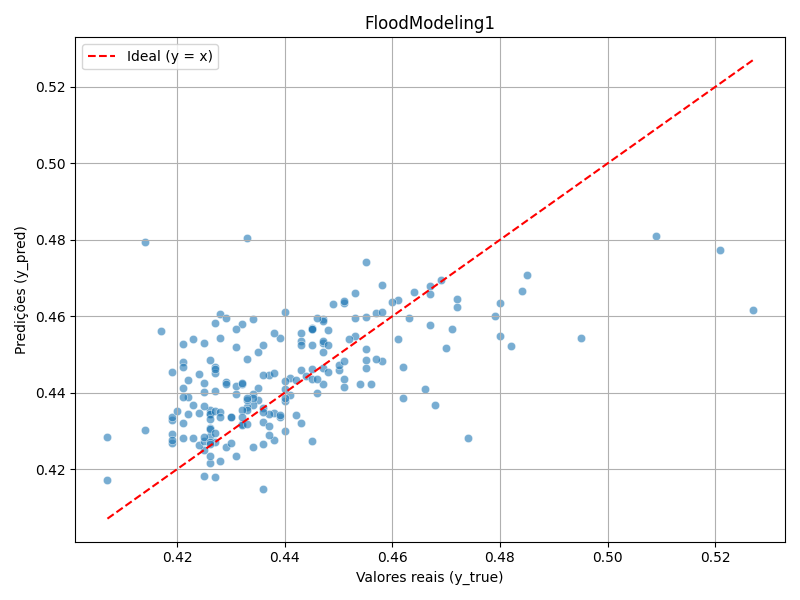 FloodModeling1
Ideal (y = x)
Predições (y_pred)
0.52
0.50
0.48
0.46
0.44
0.42
0.42 0.44 0.46 0.48 0.50 0.52
Valores reais (y_true)